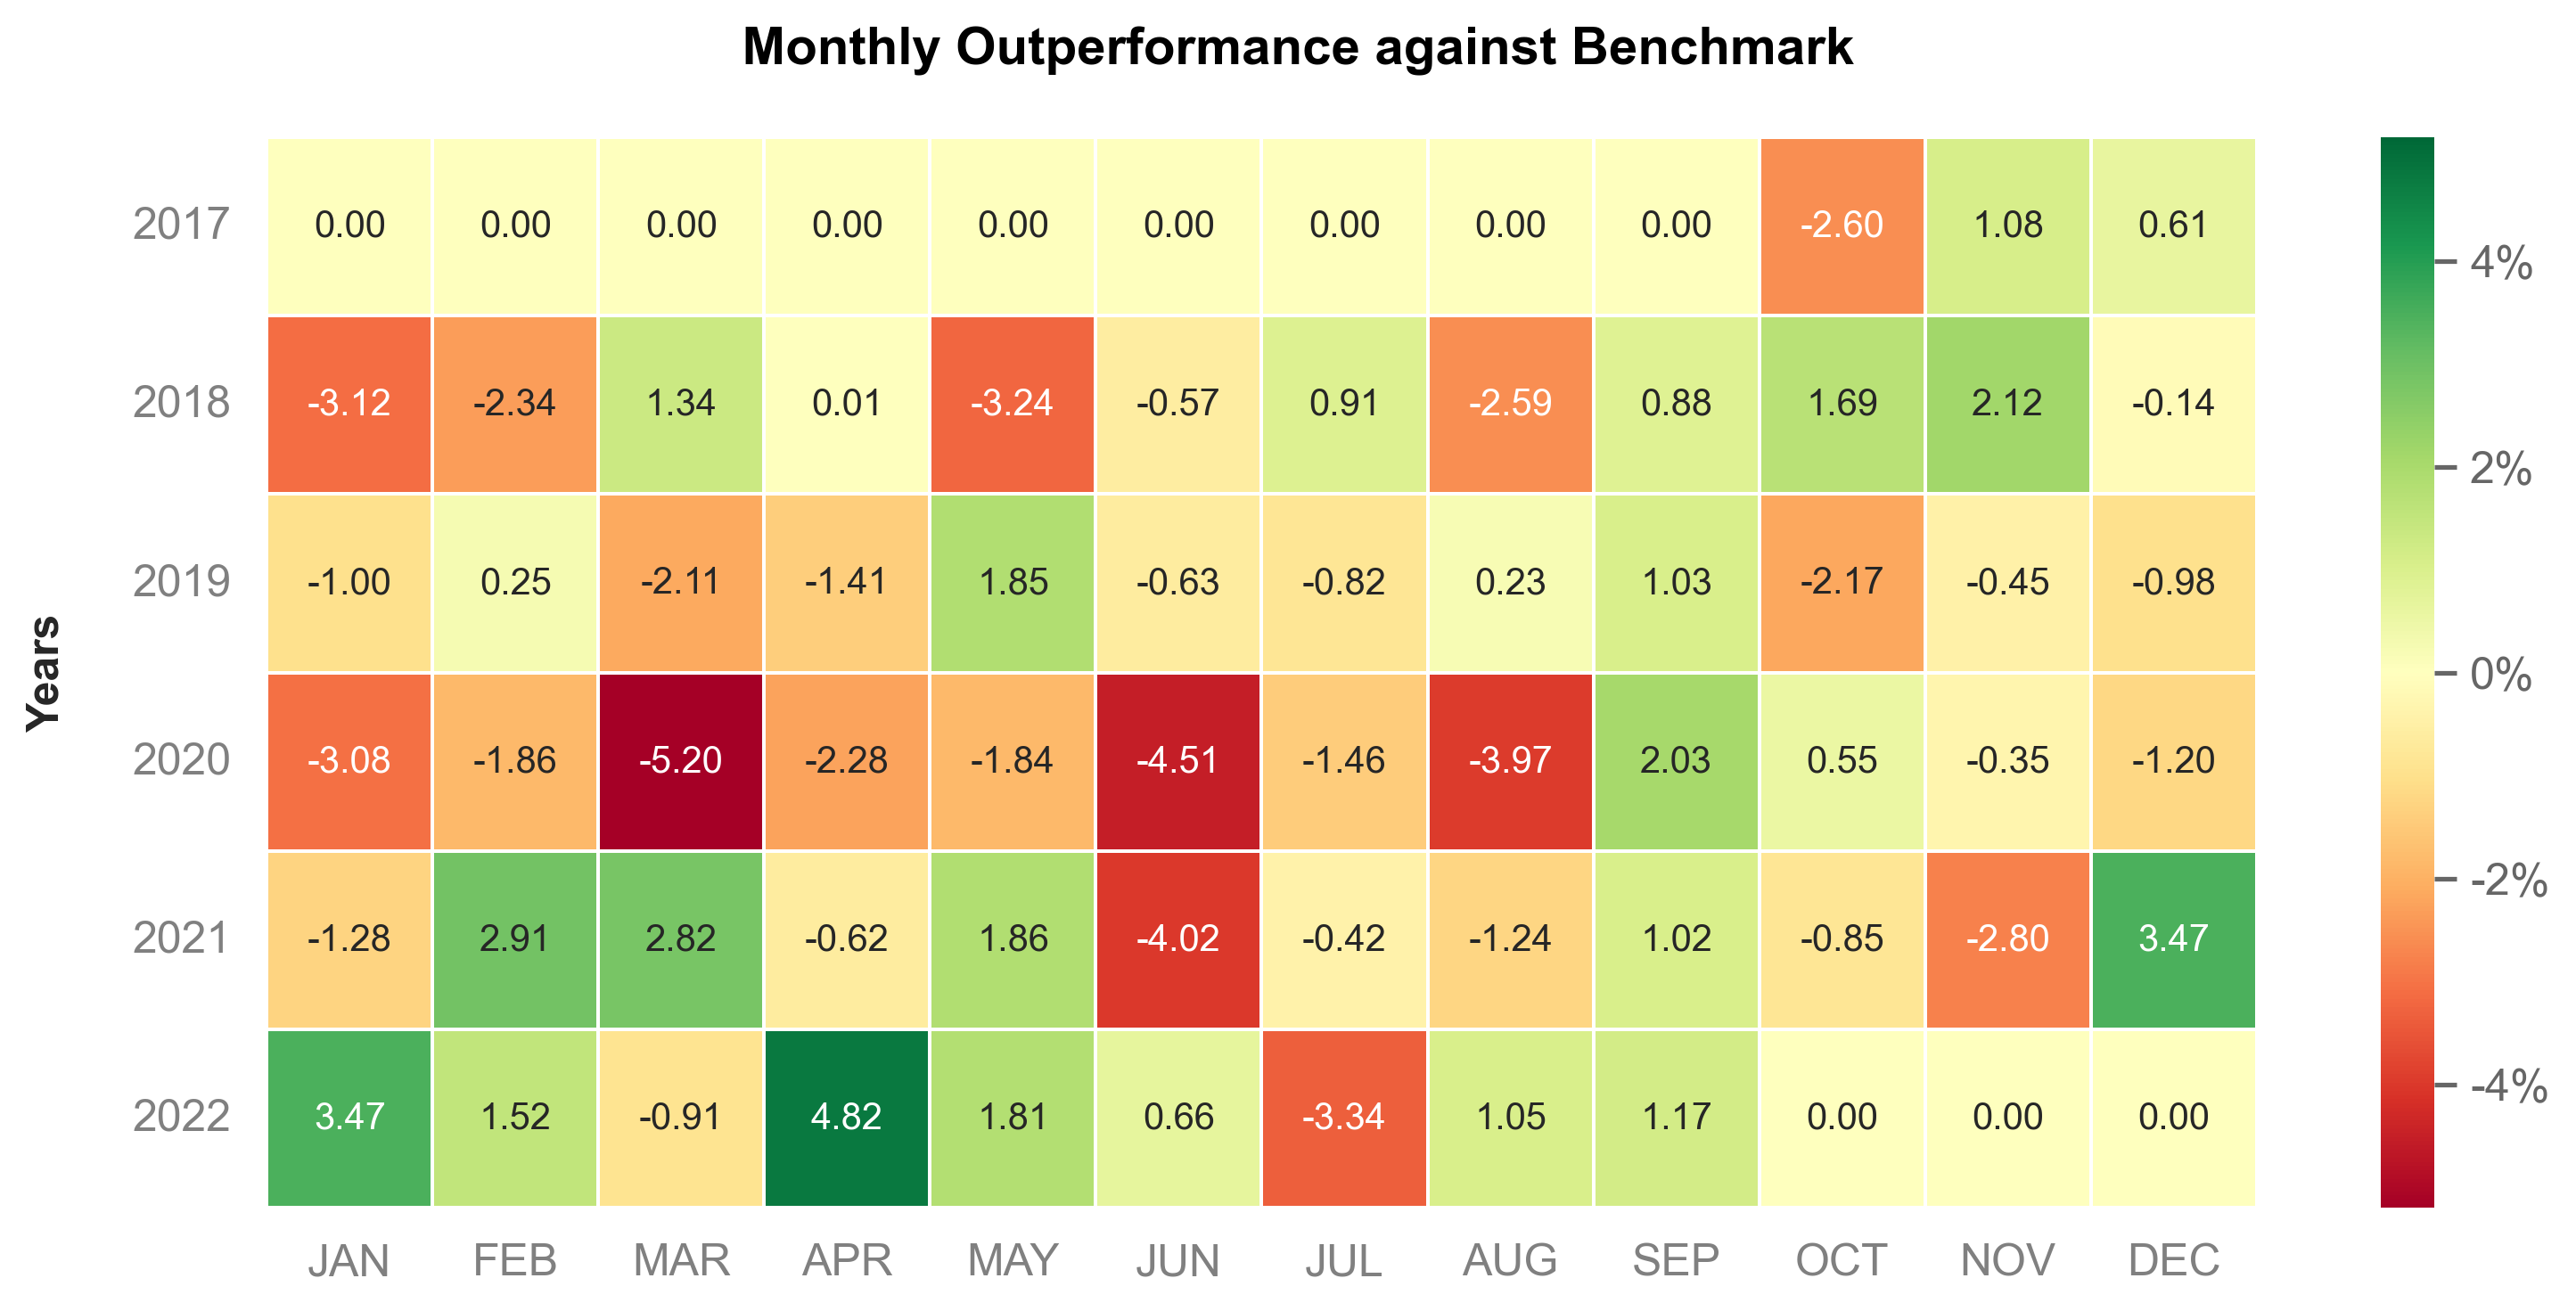 Monthly Outperformance against Benchmark
Years
2017 0.00 0.00 0.00 0.00 0.00 0.00 0.00 0.00 0.00 -2.60 1.08 0.61
2018 -3.12 -2.34 1.34 0.01 -3.24 -0.57 0.91 -2.59 0.88 1.69 2.12 -0.14
2019 -1.00 0.25 -2.11 -1.41 1.85 -0.63 -0.82 0.23 1.03 -2.17 -0.45 -0.98
2020 -3.08 -1.86 -5.20 -2.28 -1.84 -4.51 -1.46 -3.97 2.03 0.55 -0.35 -1.20
2021 -1.28 2.91 2.82 -0.62 1.86 -4.02 -0.42 -1.24 1.02 -0.85 -2.80 3.47
2022 3.47 1.52 -0.91 4.82 1.81 0.66 -3.34 1.05 1.17 0.00 0.00 0.00
JAN FEB MAR APR MAY JUN JUL AUG SEP OCT NOV DEC
4%
2%
0%
-2%
-4%